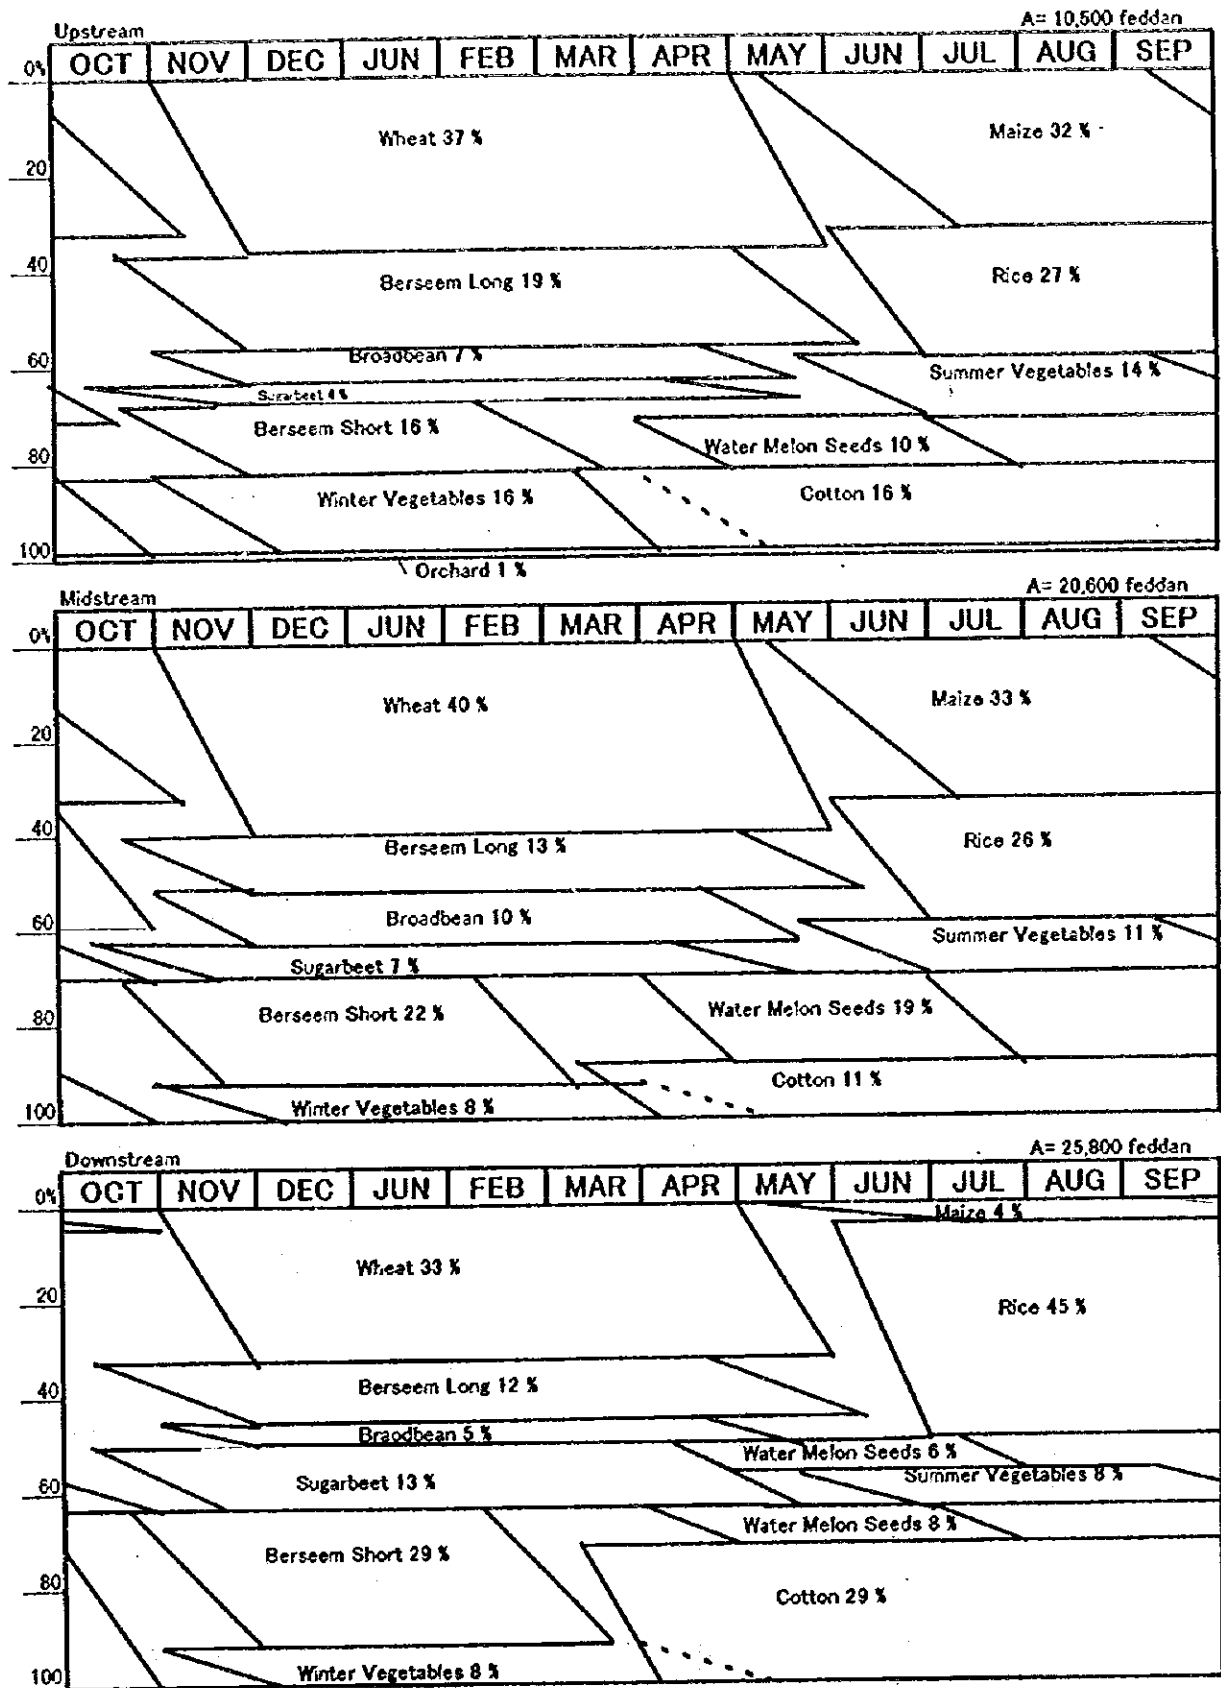 Upstream A= 10,500 feddan
OCT NOV DEC JUN FEB MAR APR MAY JUN JUL AUG SEP
0%
Wheat 37 % Maize 32 %
20
40
Berseem Long 19 % Rice 27 %
Broadbean 7 %
60
Summer Vegetables 14 %
Sugarbeet 4 %
Berseem Short 16 % Water Melon Seeds 10 %
80
Winter Vegetables 16 % Cotton 16 %
100
Orchard 1 %
Midstream A= 20,600 feddan
OCT NOV DEC JUN FEB MAR APR MAY JUN JUL AUG SEP
0%
Wheat 40 % Maize 33 %
20
40
Berseem Long 13 % Rice 26 %
Broadbean 10 %
60
Summer Vegetables 11 %
Sugarbeet 7 %
Berseem Short 22 % Water Melon Seeds 19 %
80
Cotton 11 %
Winter Vegetables 8 %
100
Downstream A= 25,800 feddan
OCT NOV DEC JUN FEB MAR APR MAY JUN JUL AUG SEP
0%
Maize 4 %
Wheat 33 %
20
Rice 45 %
40
Berseem Long 12 %
Braodbean 5 %
Water Melon Seeds 6 %
Sugarbeet 13 % Summer Vegetables 8 %
60
Water Melon Seeds 8 %
Berseem Short 29 %
80
Cotton 29 %
Winter Vegetables 8 %
100